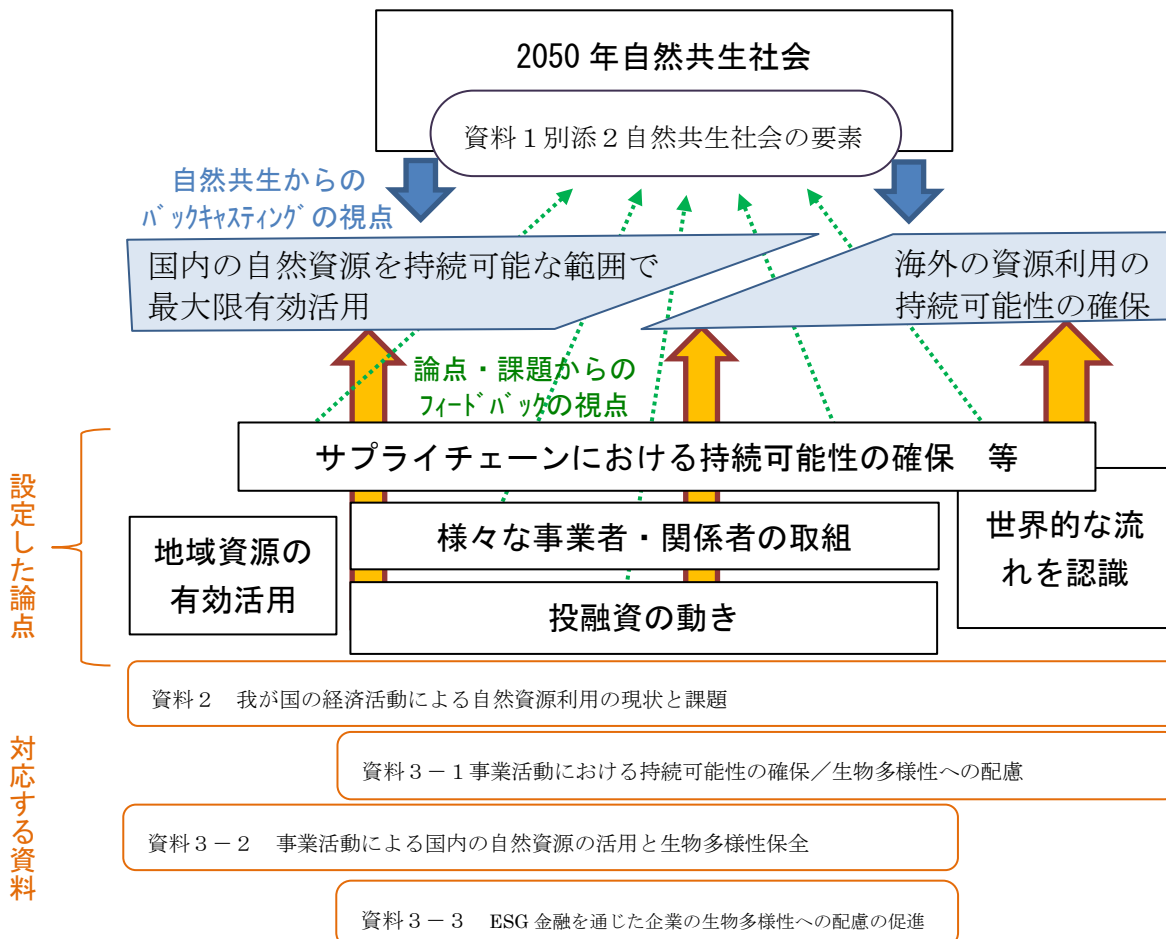 2050 年自然共生社会
資料１別添２自然共生社会の要素
自然共生からの
ﾊﾞｯｸｷｬｽﾃｨﾝｸﾞの視点
国内の自然資源を持続可能な範囲で
最大限有効活用
海外の資源利用の
持続可能性の確保
論点・課題からの
ﾌｨｰﾄﾞﾊﾞｯｸの視点
設定した論点
サプライチェーンにおける持続可能性の確保　等
地域資源の
有効活用
様々な事業者・関係者の取組
投融資の動き
世界的な流
れを認識
対応する資料
資料２　我が国の経済活動による自然資源利用の現状と課題
資料３－１事業活動における持続可能性の確保／生物多様性への配慮
資料３－２　事業活動による国内の自然資源の活用と生物多様性保全
資料３－３　ESG 金融を通じた企業の生物多様性への配慮の促進